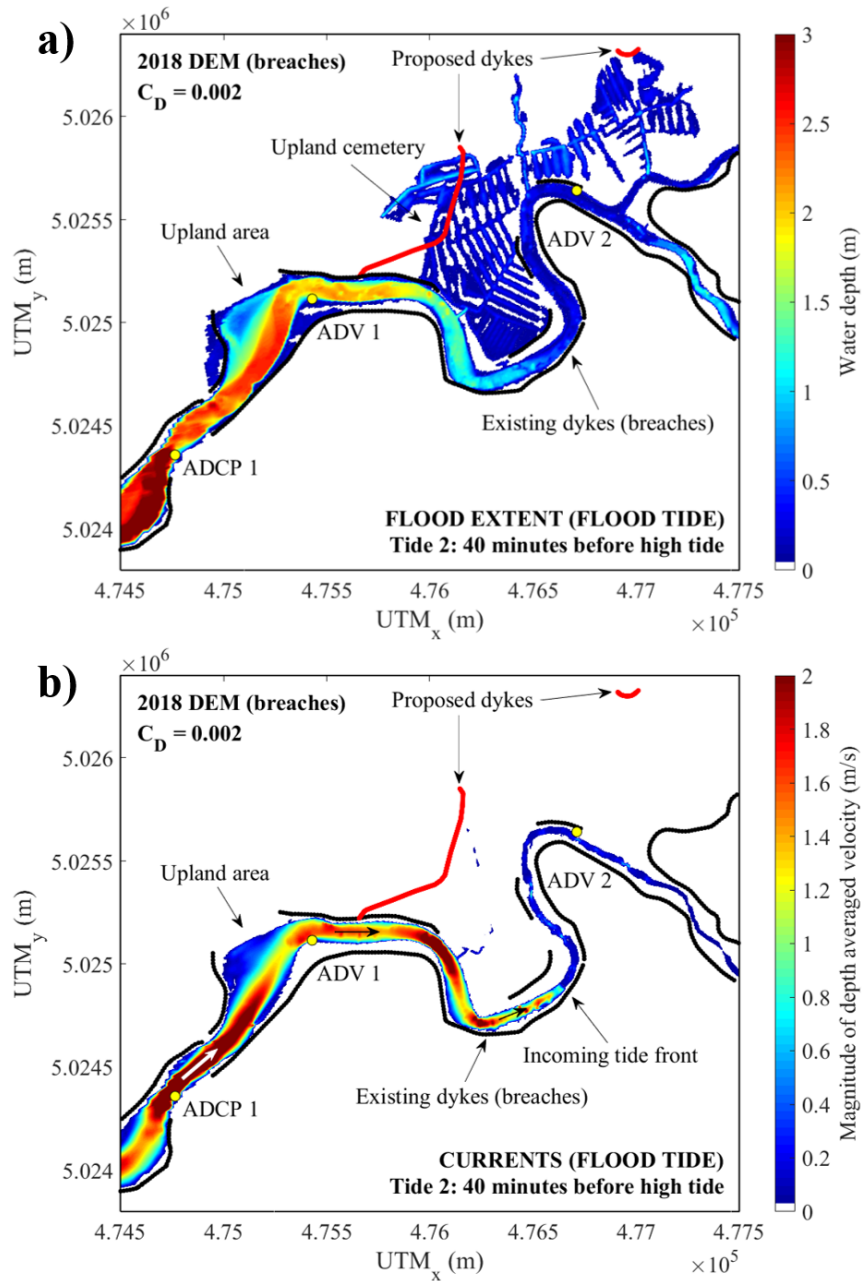 a)
×10⁶
2018 DEM (breaches)
C_D = 0.002
Proposed dykes
Upland cemetery
Upland area
ADV 2
ADV 1
Existing dykes (breaches)
ADCP 1
FLOOD EXTENT (FLOOD TIDE)
Tide 2: 40 minutes before high tide
5.026
5.0255
5.025
5.0245
5.024
UTM_y (m)
4.745
4.75
4.755
4.76
4.765
4.77
4.775
UTM_x (m)
×10⁵
3
2.5
2
1.5
1
0.5
0
Water depth (m)
b)
×10⁶
2018 DEM (breaches)
C_D = 0.002
Proposed dykes
Upland area
ADV 2
ADV 1
Incoming tide front
ADCP 1
Existing dykes (breaches)
CURRENTS (FLOOD TIDE)
Tide 2: 40 minutes before high tide
5.026
5.0255
5.025
5.0245
5.024
UTM_y (m)
4.745
4.75
4.755
4.76
4.765
4.77
4.775
UTM_x (m)
×10⁵
2
1.8
1.6
1.4
1.2
1
0.8
0.6
0.4
0.2
0
Magnitude of depth averaged velocity (m/s)